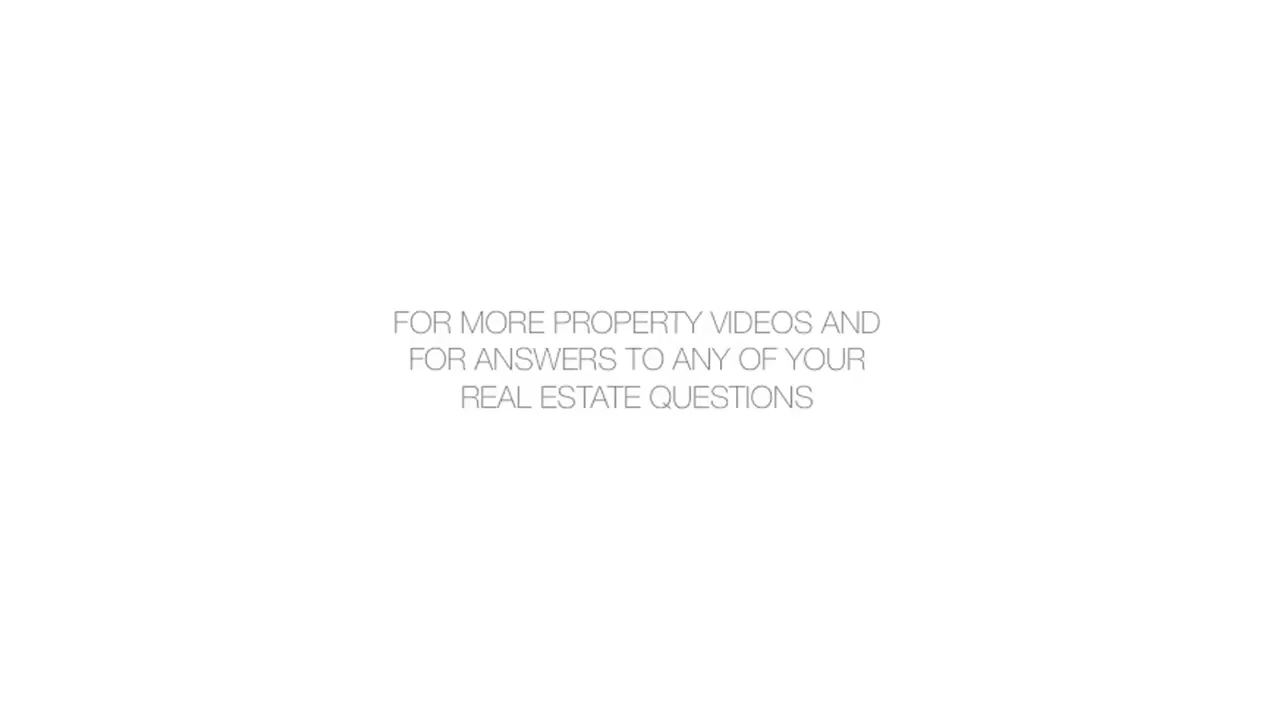 FOR MORE PROPERTY VIDEOS AND
FOR ANSWERS TO ANY OF YOUR
REAL ESTATE QUESTIONS